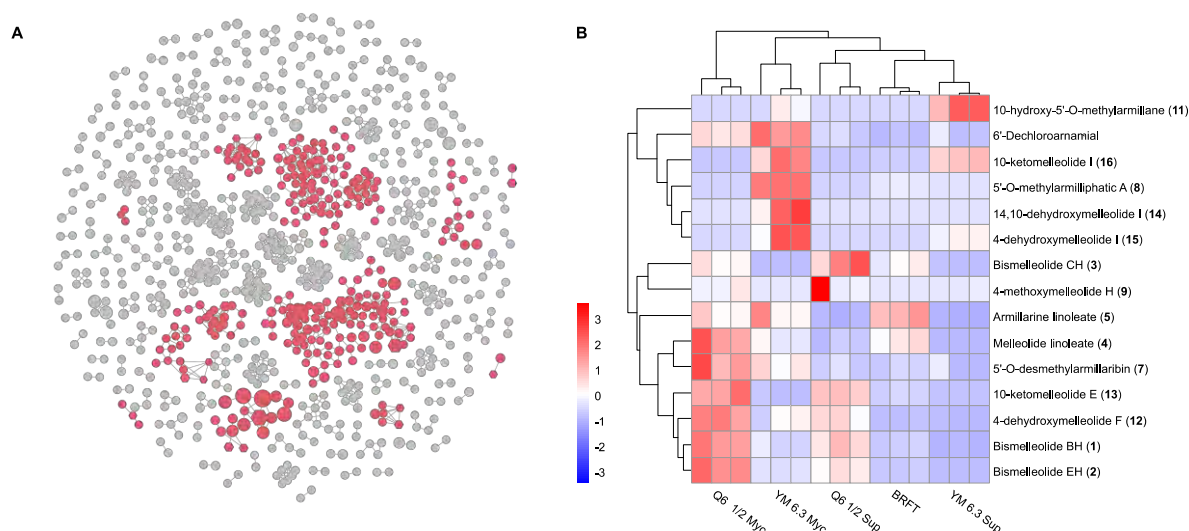 A
B
10-hydroxy-5'-O-methylarmillane (11)
6'-Dechloroarnamial
10-ketomelleolide I (16)
5'-O-methylarmilliphatic A (8)
14,10-dehydroxymelleolide I (14)
4-dehydroxymelleolide I (15)
Bismelleolide CH (3)
4-methoxymelleolide H (9)
Armillarine linoleate (5)
Melleolide linoleate (4)
5'-O-desmethylarmillaribin (7)
10-ketomelleolide E (13)
4-dehydroxymelleolide F (12)
Bismelleolide BH (1)
Bismelleolide EH (2)
3
2
1
0
-1
-2
-3
Q6 1/2 Myc
YM 6.3 Myc
Q6 1/2 Sup
BRFT
YM 6.3 Sup